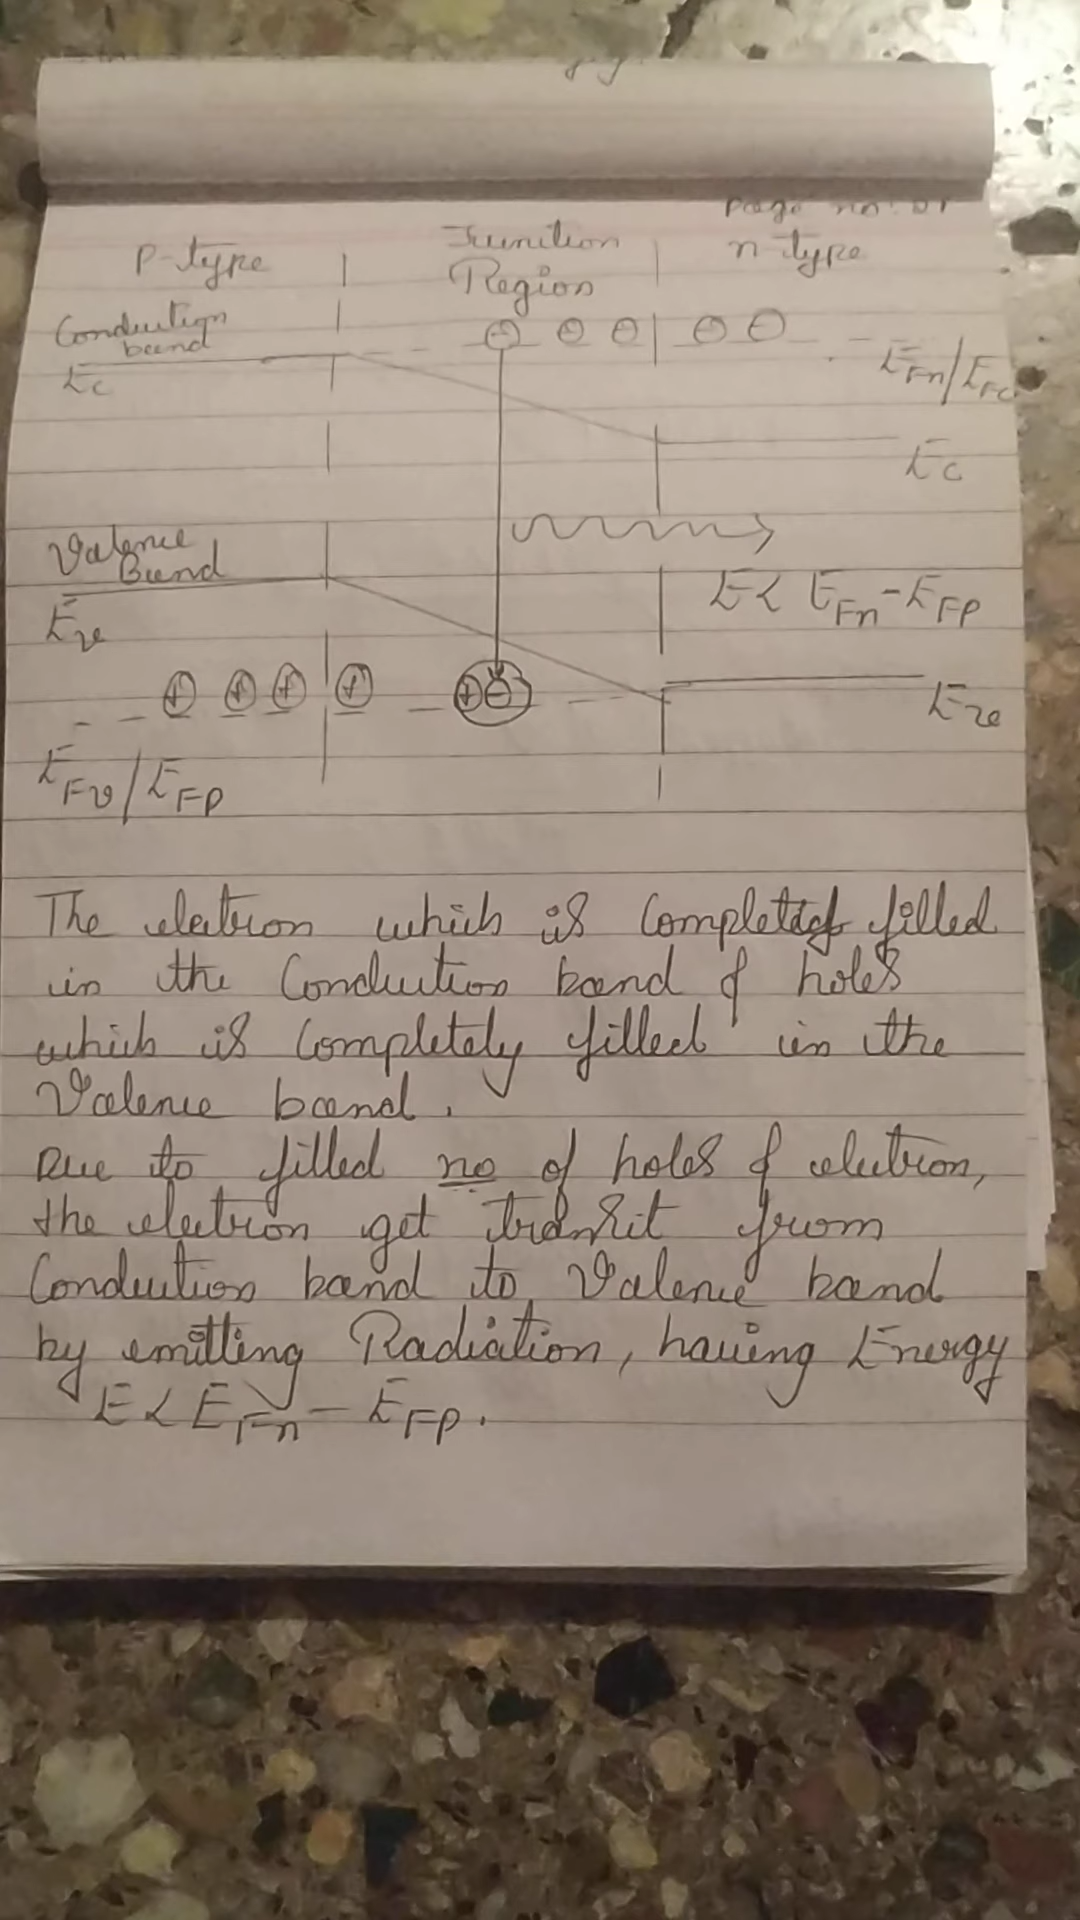 Page no: 01
P-type
Junction
Region
n-type
Conduction
band
Ec
EFn/EFc
Ec
Valence
Band
Ev
E< EFn-EFp
Ev
EFv/EFp
The electron which is completely filled
in the Conduction band & holes
which is completely filled in the
Valence band.
Due to filled no of holes & electron,
the electron get transit from
Conduction band to Valence band
by emitting Radiation, having Energy
E< EFn - EFp.